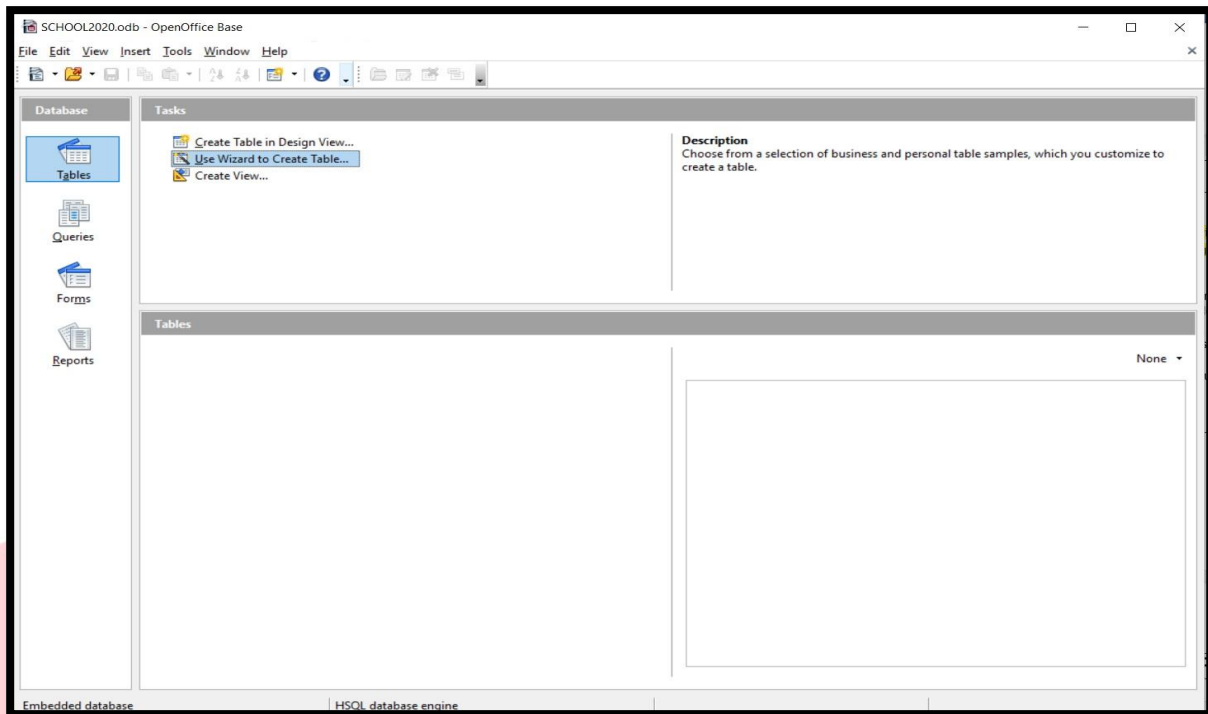 SCHOOL2020.odb - OpenOffice Base
File Edit View Insert Tools Window Help
Database
Tables
Queries
Forms
Reports
Tasks
Create Table in Design View...
Use Wizard to Create Table...
Create View...
Description
Choose from a selection of business and personal table samples, which you customize to
create a table.
Tables
None
Embedded database HSQL database engine